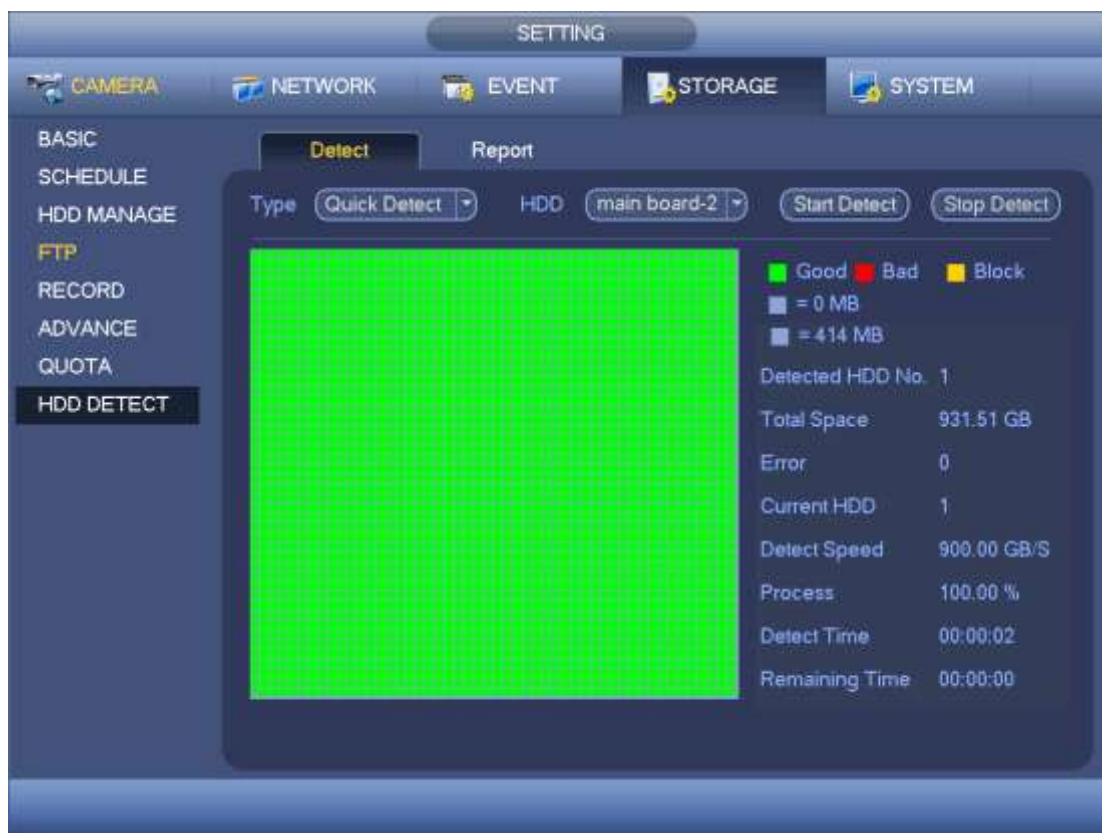 SETTING
CAMERA NETWORK EVENT STORAGE SYSTEM
BASIC
SCHEDULE
HDD MANAGE
FTP
RECORD
ADVANCE
QUOTA
HDD DETECT
Detect Report
Type Quick Detect HDD main board-2 Start Detect Stop Detect
Good Bad Block
= 0 MB
= 414 MB
Detected HDD No. 1
Total Space 931.51 GB
Error 0
Current HDD 1
Detect Speed 900.00 GB/S
Process 100.00 %
Detect Time 00:00:02
Remaining Time 00:00:00